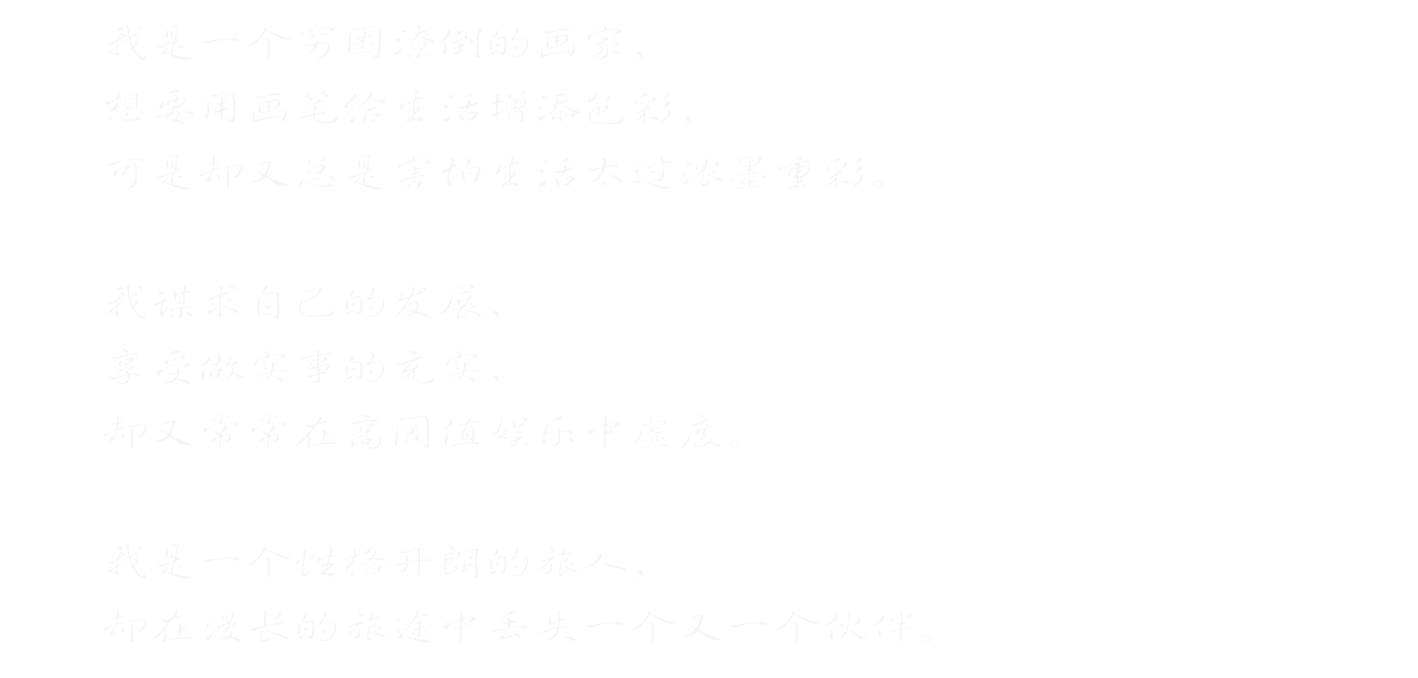 我是一个穷困潦倒的画家，
想要用画笔给生活增添色彩，
可是却又总是害怕生活太过浓墨重彩。
我谋求自己的发展，
享受做实事的充实，
却又常常在高阈值娱乐中虚度。
我是一个性格开朗的旅人，
却在漫长的旅途中丢失一个又一个伙伴。